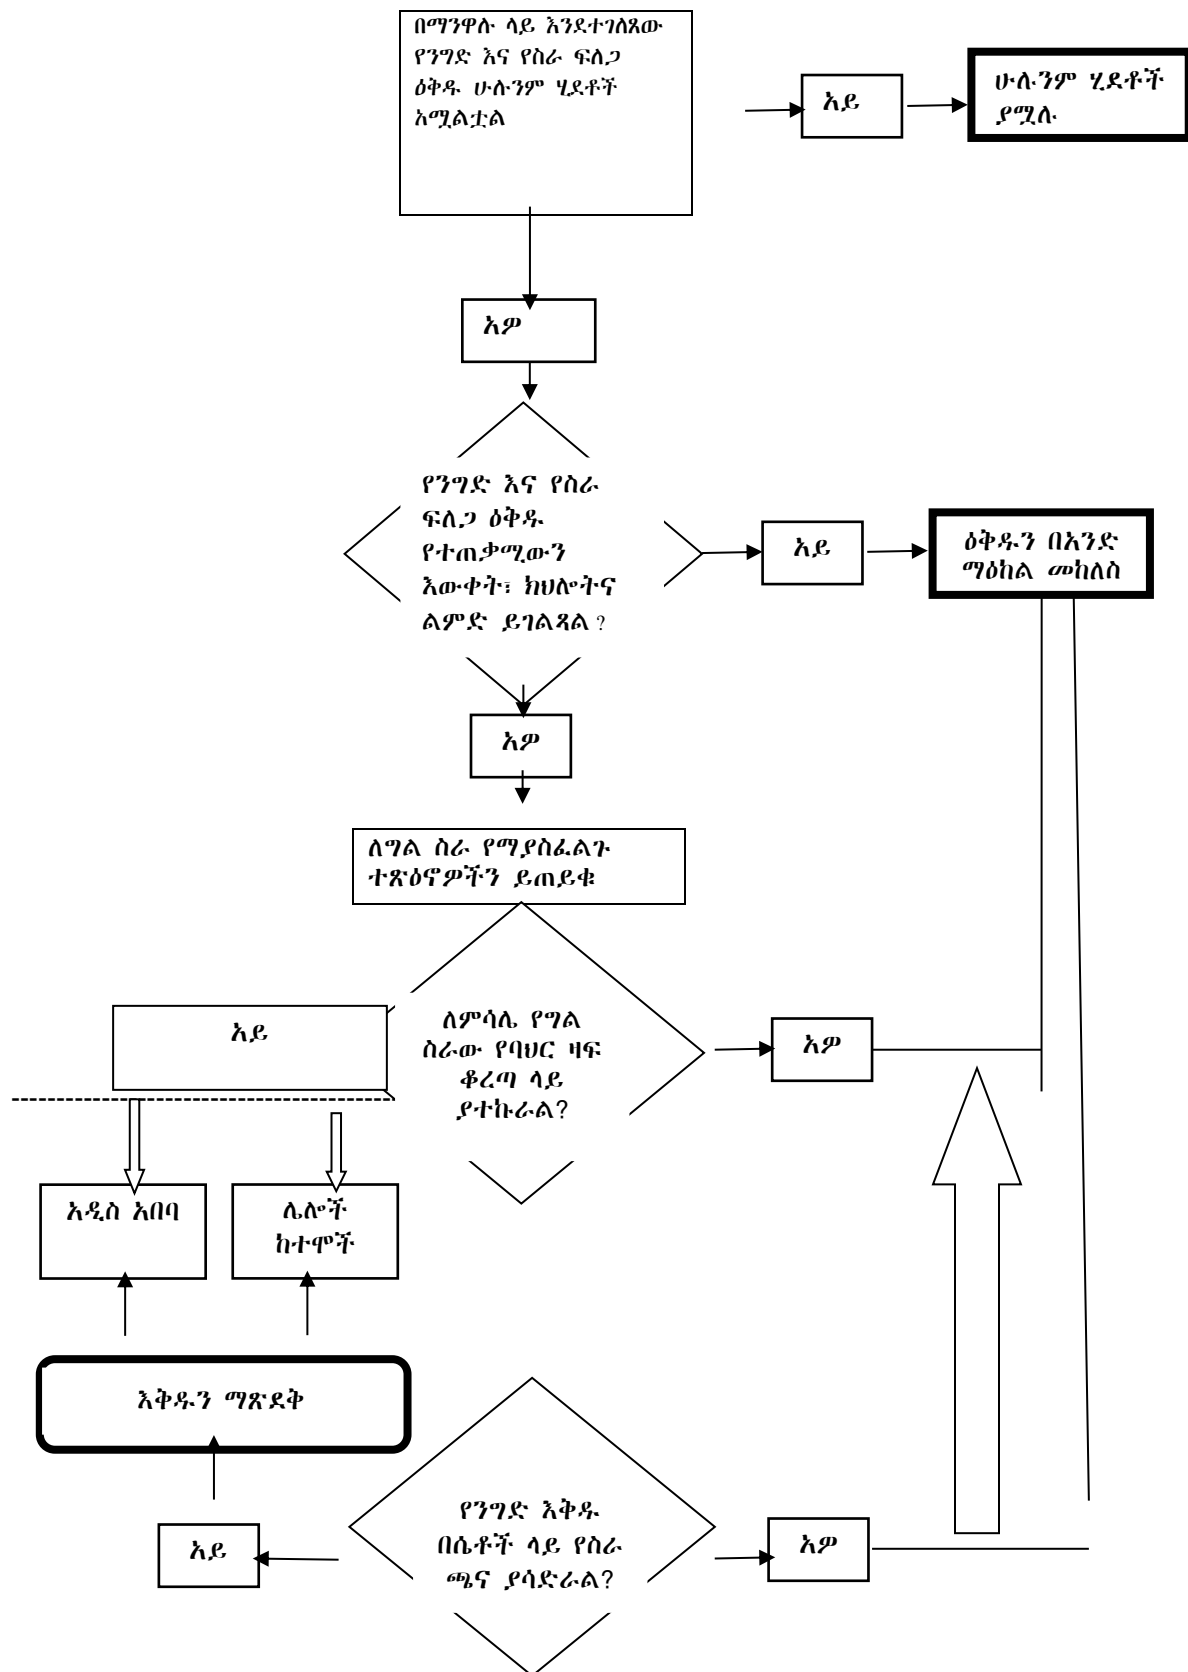 በማንዋሉ ላይ እንደተገለጸው
የንግድ እና የስራ ፍለጋ
ዕቅዱ ሁሉንም ሂደቶች
አሟልቷል
አይ
ሁሉንም ሂደቶች
ያሟሉ
አዎ
የንግድ እና የስራ
ፍለጋ ዕቅዱ
የተጠቃሚውን
እውቀት፣ ክህሎትና
ልምድ ይገልጻል?
አይ
ዕቅዱን በአንድ
ማዕከል መከለስ
አዎ
ለግል ስራ የማያስፈልጉ
ተጽዕኖዎችን ይጠይቁ
አይ
ለምሳሌ የግል
ስራው የባህር ዛፍ
ቆረጣ ላይ
ያተኩራል?
አዎ
አዲስ አበባ
ሌሎች
ከተሞች
እቅዱን ማጽደቅ
አይ
የንግድ እቅዱ
በሴቶች ላይ የስራ
ጫና ያሳድራል?
አዎ